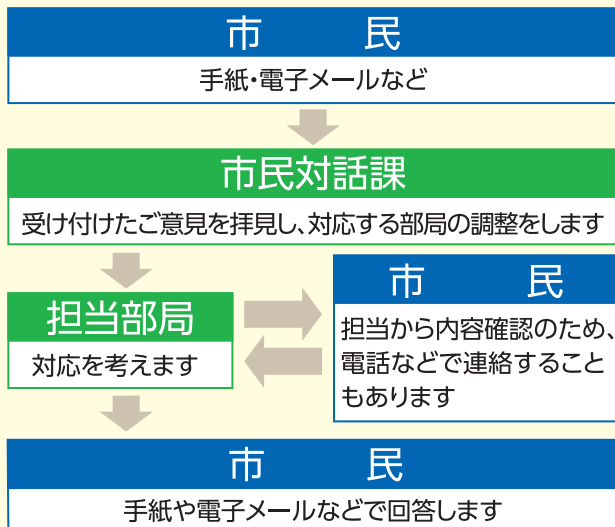 市 民
手紙・電子メールなど
市民対話課
受け付けたご意見を拝見し、対応する部局の調整をします
担当部局
対応を考えます
市 民
担当から内容確認のため、
電話などで連絡すること
もあります
市 民
手紙や電子メールなどで回答します